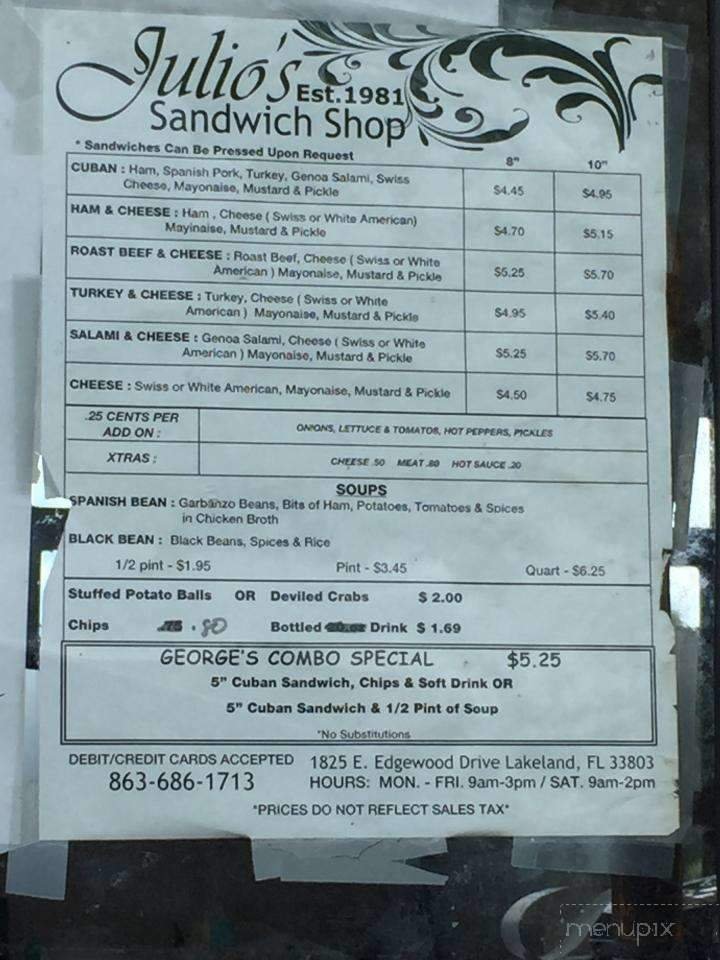 Julio's Est.1981
Sandwich Shop
* Sandwiches Can Be Pressed Upon Request 8" 10"
CUBAN : Ham, Spanish Pork, Turkey, Genoa Salami, Swiss $4.45 $4.95
Cheese, Mayonaise, Mustard & Pickle
HAM & CHEESE : Ham , Cheese ( Swiss or White American) $4.70 $5.15
Mayinaise, Mustard & Pickle
ROAST BEEF & CHEESE : Roast Beef, Cheese ( Swiss or White $5.25 $5.70
American ) Mayonaise, Mustard & Pickle
TURKEY & CHEESE : Turkey, Cheese ( Swiss or White $4.95 $5.40
American ) Mayonaise, Mustard & Pickle
SALAMI & CHEESE : Genoa Salami, Cheese ( Swiss or White $5.25 $5.70
American ) Mayonaise, Mustard & Pickle
CHEESE : Swiss or White American, Mayonaise, Mustard & Pickle $4.50 $4.75
.25 CENTS PER
ADD ON : ONIONS, LETTUCE & TOMATOS, HOT PEPPERS, PICKLES
XTRAS : CHEESE .50 MEAT .80 HOT SAUCE .20
SOUPS
SPANISH BEAN : Garbanzo Beans, Bits of Ham, Potatoes, Tomatoes & Spices
in Chicken Broth
BLACK BEAN : Black Beans, Spices & Rice
1/2 pint - $1.95 Pint - $3.45 Quart - $6.25
Stuffed Potato Balls OR Deviled Crabs $ 2.00
Chips .75 .80 Bottled 20.oz Drink $ 1.69
GEORGE'S COMBO SPECIAL $5.25
5" Cuban Sandwich, Chips & Soft Drink OR
5" Cuban Sandwich & 1/2 Pint of Soup
*No Substitutions
DEBIT/CREDIT CARDS ACCEPTED 1825 E. Edgewood Drive Lakeland, FL 33803
863-686-1713 HOURS: MON. - FRI. 9am-3pm / SAT. 9am-2pm
*PRICES DO NOT REFLECT SALES TAX*
menupix